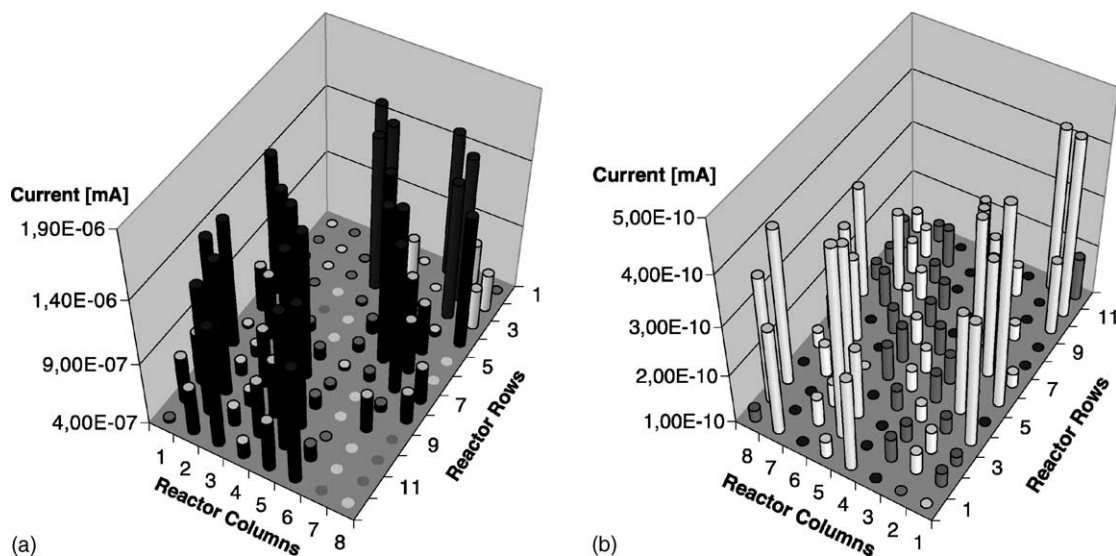 Current [mA]
1,90E-06
1,40E-06
9,00E-07
4,00E-07
1
2
3
4
5
6
7
8
Reactor Columns
1
3
5
7
9
11
Reactor Rows
(a)
Current [mA]
5,00E-10
4,00E-10
3,00E-10
2,00E-10
1,00E-10
8
7
6
5
4
3
2
1
Reactor Columns
11
9
7
5
3
1
Reactor Rows
(b)